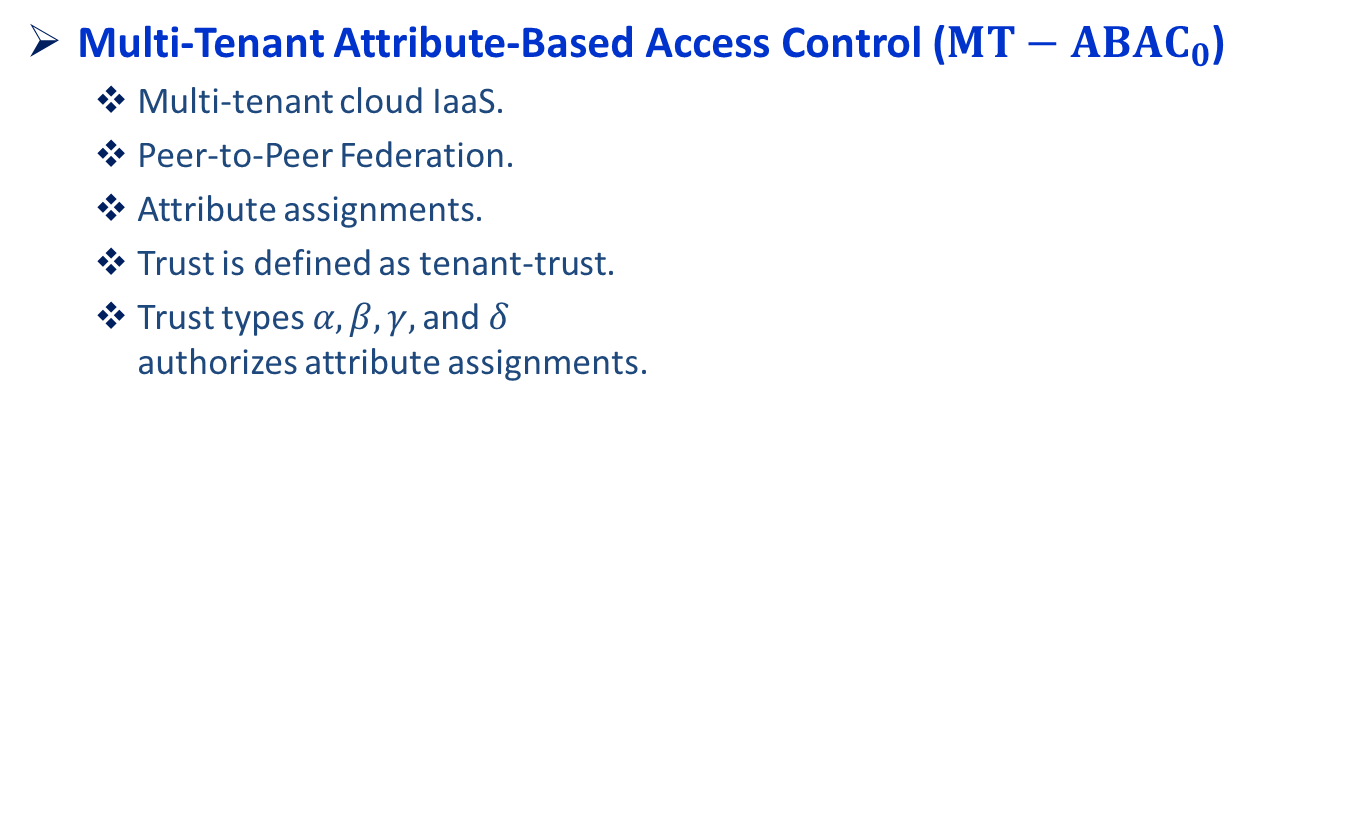 ➢ Multi-Tenant Attribute-Based Access Control (MT − ABAC₀)
❖ Multi-tenant cloud IaaS.
❖ Peer-to-Peer Federation.
❖ Attribute assignments.
❖ Trust is defined as tenant-trust.
❖ Trust types 𝛼, 𝛽, 𝛾, and 𝛿
authorizes attribute assignments.